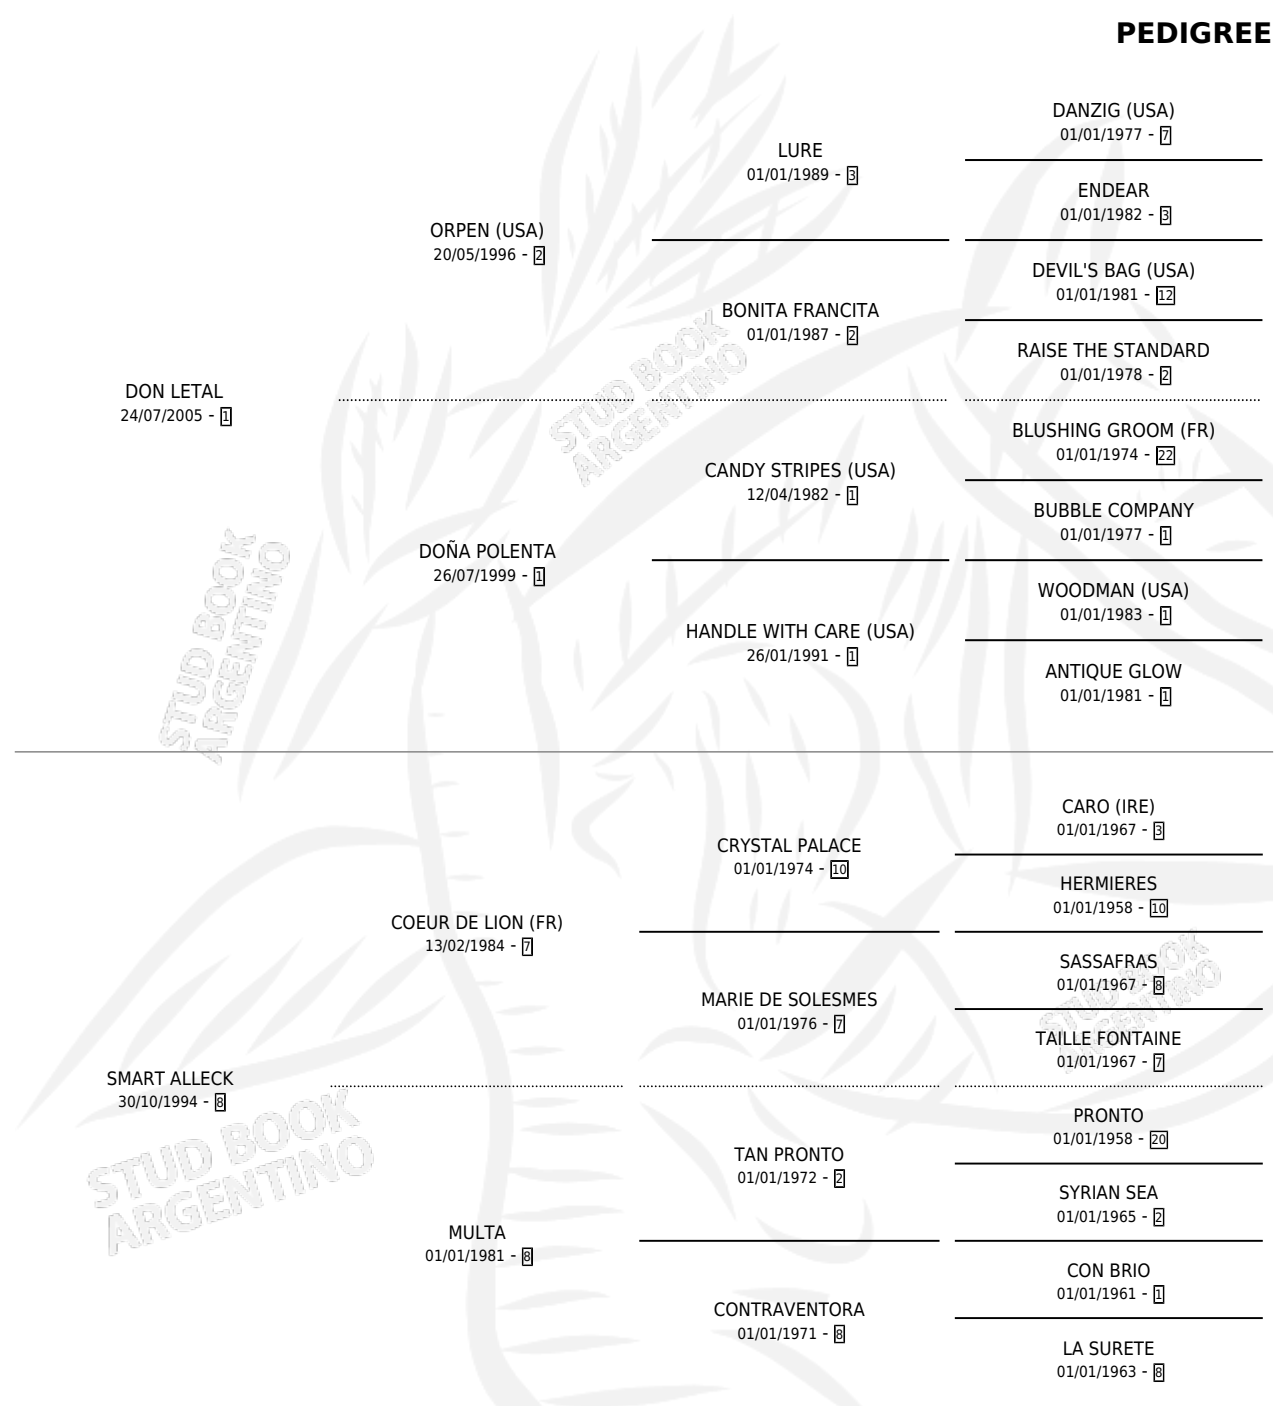 PEDIGREE
DANZIG (USA)
01/01/1977 - 7
LURE
01/01/1989 - 3
ENDEAR
01/01/1982 - 3
ORPEN (USA)
20/05/1996 - 2
DEVIL'S BAG (USA)
01/01/1981 - 12
BONITA FRANCITA
01/01/1987 - 2
RAISE THE STANDARD
01/01/1978 - 2
DON LETAL
24/07/2005 - 1
BLUSHING GROOM (FR)
01/01/1974 - 22
CANDY STRIPES (USA)
12/04/1982 - 1
BUBBLE COMPANY
01/01/1977 - 1
DOÑA POLENTA
26/07/1999 - 1
WOODMAN (USA)
01/01/1983 - 1
HANDLE WITH CARE (USA)
26/01/1991 - 1
ANTIQUE GLOW
01/01/1981 - 1
CARO (IRE)
01/01/1967 - 3
CRYSTAL PALACE
01/01/1974 - 10
HERMIERES
01/01/1958 - 10
COEUR DE LION (FR)
13/02/1984 - 7
SASSAFRAS
01/01/1967 - 8
MARIE DE SOLESMES
01/01/1976 - 7
TAILLE FONTAINE
01/01/1967 - 7
SMART ALLECK
30/10/1994 - 8
PRONTO
01/01/1958 - 20
TAN PRONTO
01/01/1972 - 2
SYRIAN SEA
01/01/1965 - 2
MULTA
01/01/1981 - 8
CON BRIO
01/01/1961 - 1
CONTRAVENTORA
01/01/1971 - 8
LA SURETE
01/01/1963 - 8
STUD BOOK
ARGENTINO
STUD BOOK
ARGENTINO
STUD BOOK
ARGENTINO
STUD BOOK
ARGENTINO